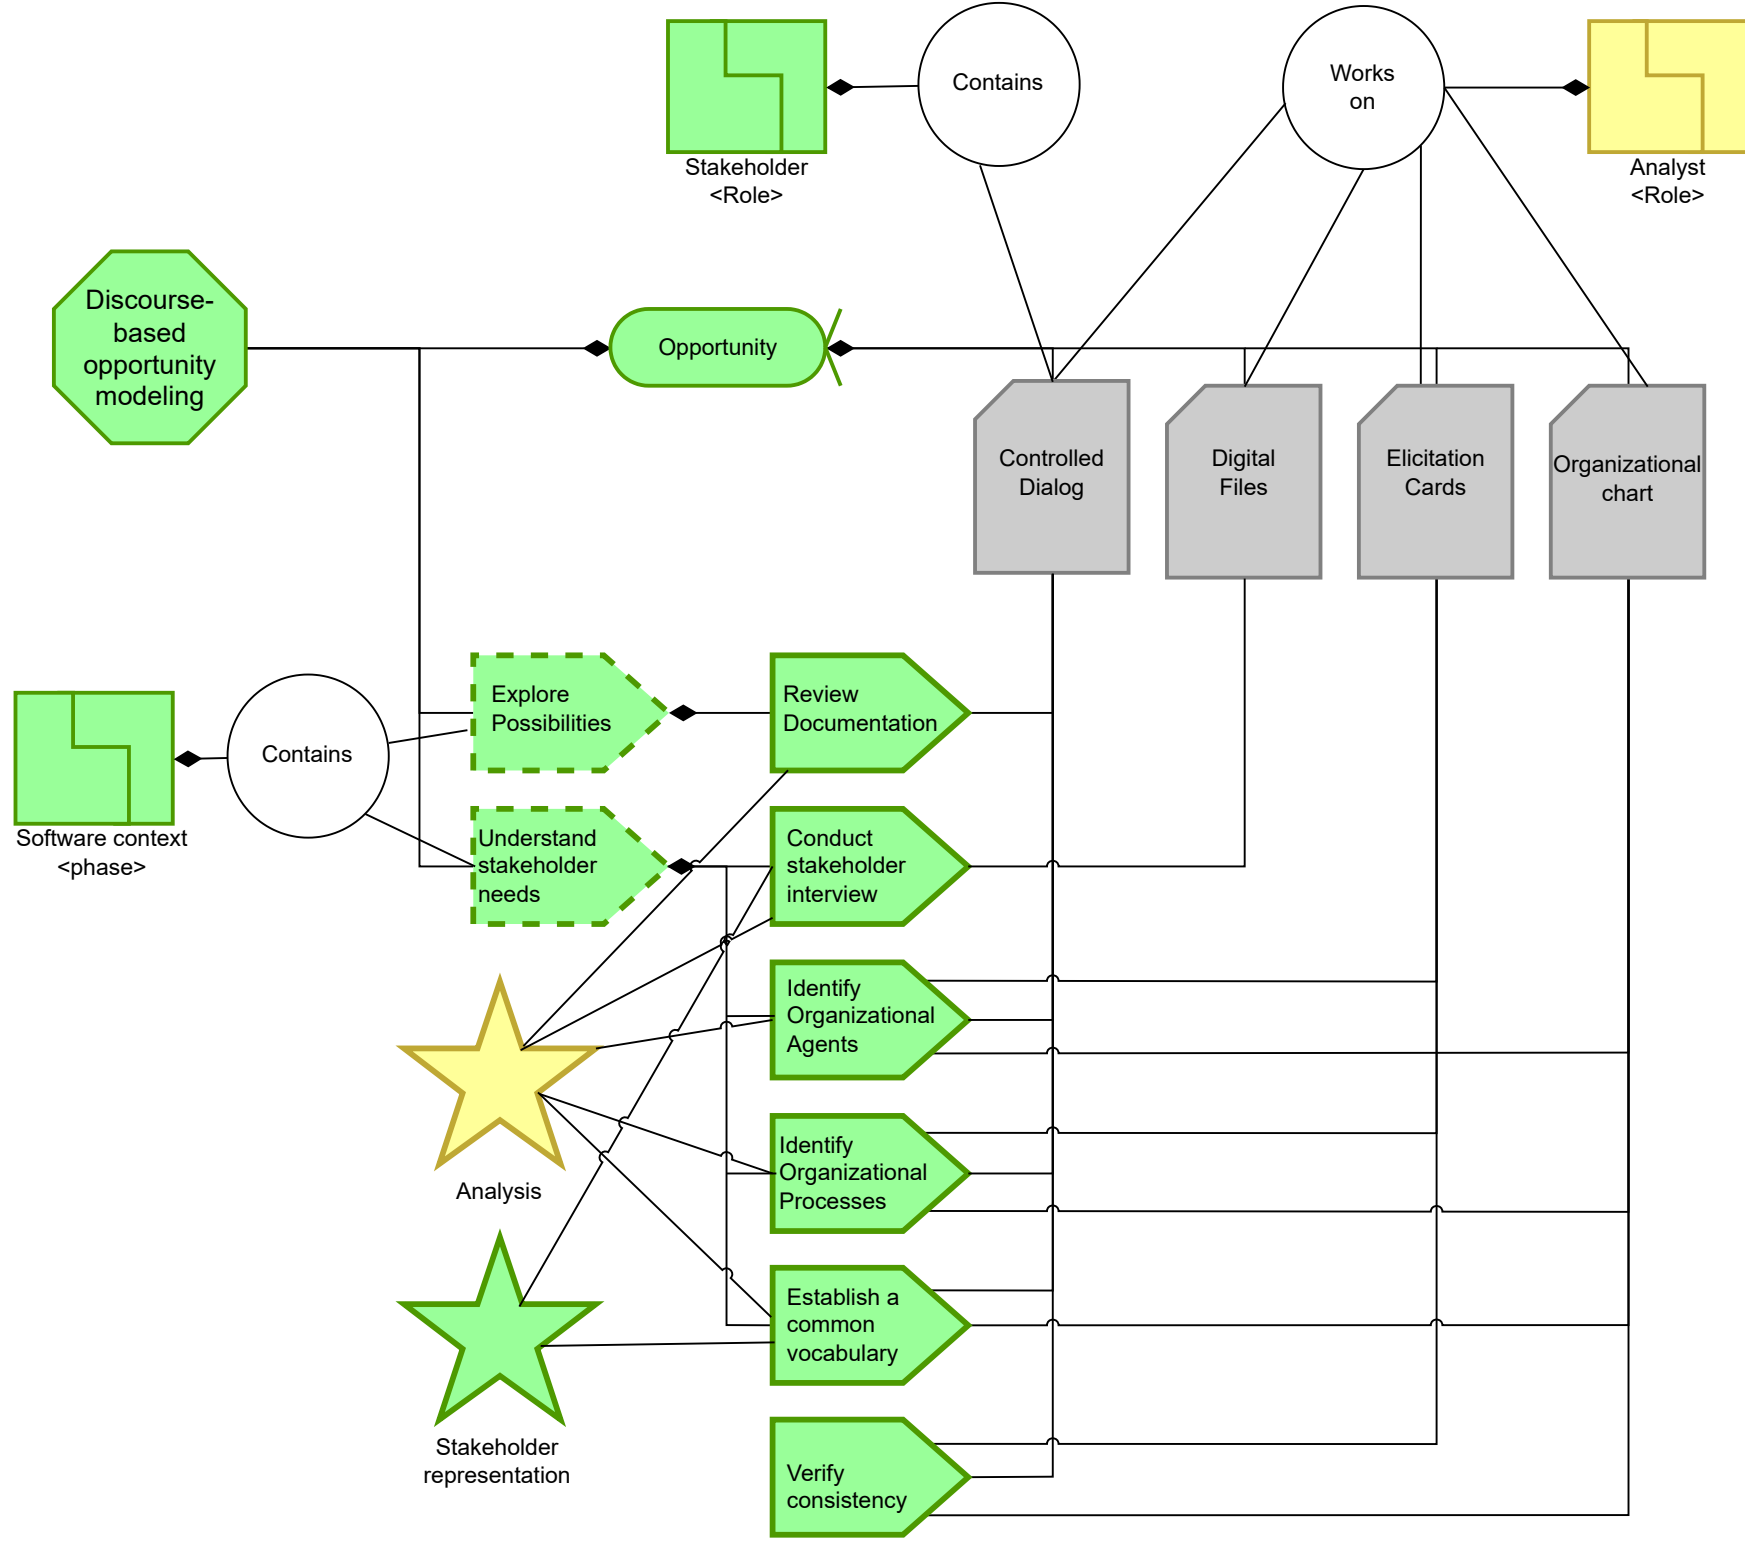 Contains
Works
on
Stakeholder
<Role>
Analyst
<Role>
Discourse-
based
opportunity
modeling
Opportunity
Controlled
Dialog
Digital
Files
Elicitation
Cards
Organizational
chart
Explore
Possibilities
Review
Documentation
Contains
Software context
<phase>
Understand
stakeholder
needs
Conduct
stakeholder
interview
Identify
Organizational
Agents
Analysis
Identify
Organizational
Processes
Establish a
common
vocabulary
Stakeholder
representation
Verify
consistency